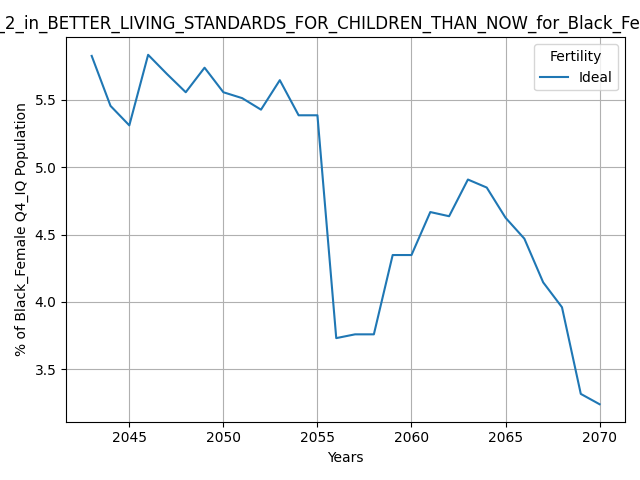 _2_in_BETTER_LIVING_STANDARDS_FOR_CHILDREN_THAN_NOW_for_Black_Fe
Fertility
Ideal
% of Black_Female Q4_IQ Population
5.5
5.0
4.5
4.0
3.5
2045 2050 2055 2060 2065 2070
Years